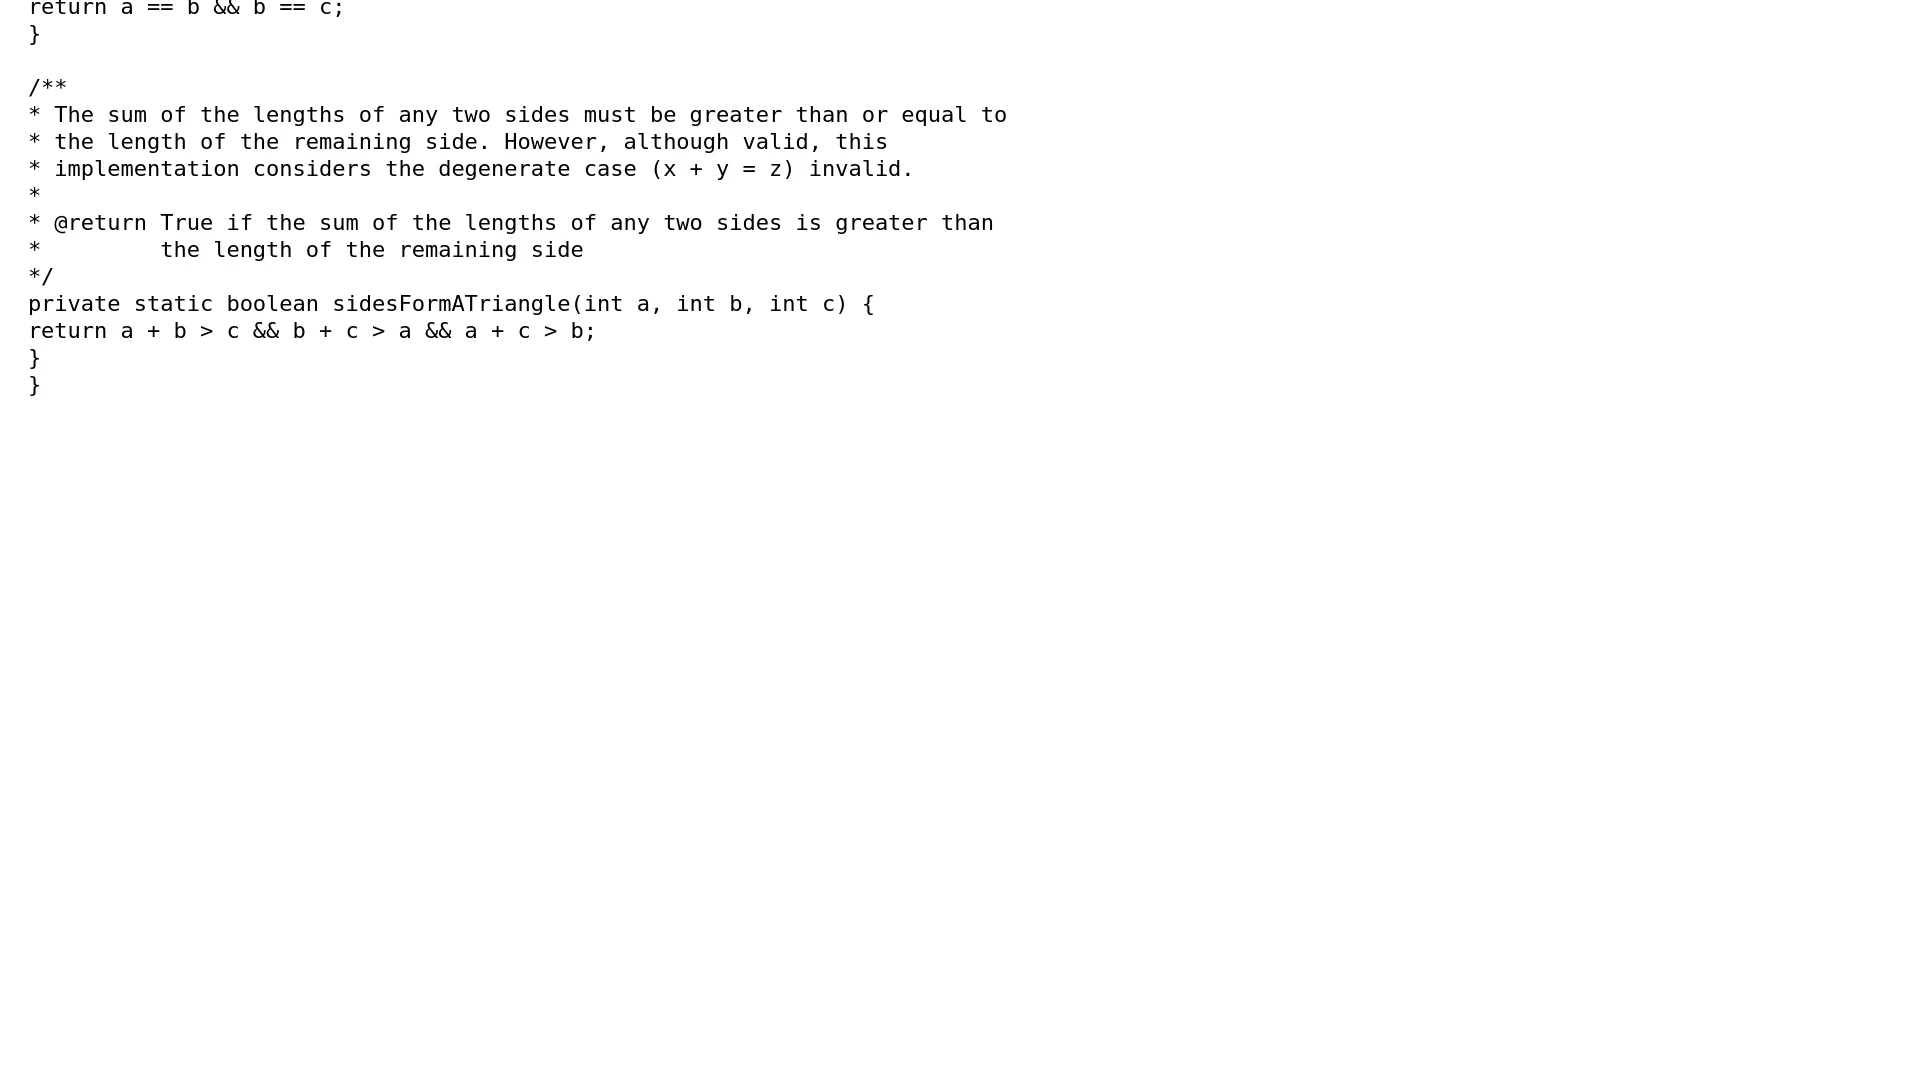 return a == b && b == c;
}

/**
* The sum of the lengths of any two sides must be greater than or equal to
* the length of the remaining side. However, although valid, this
* implementation considers the degenerate case (x + y = z) invalid.
*
* @return True if the sum of the lengths of any two sides is greater than
*         the length of the remaining side
*/
private static boolean sidesFormATriangle(int a, int b, int c) {
return a + b > c && b + c > a && a + c > b;
}
}